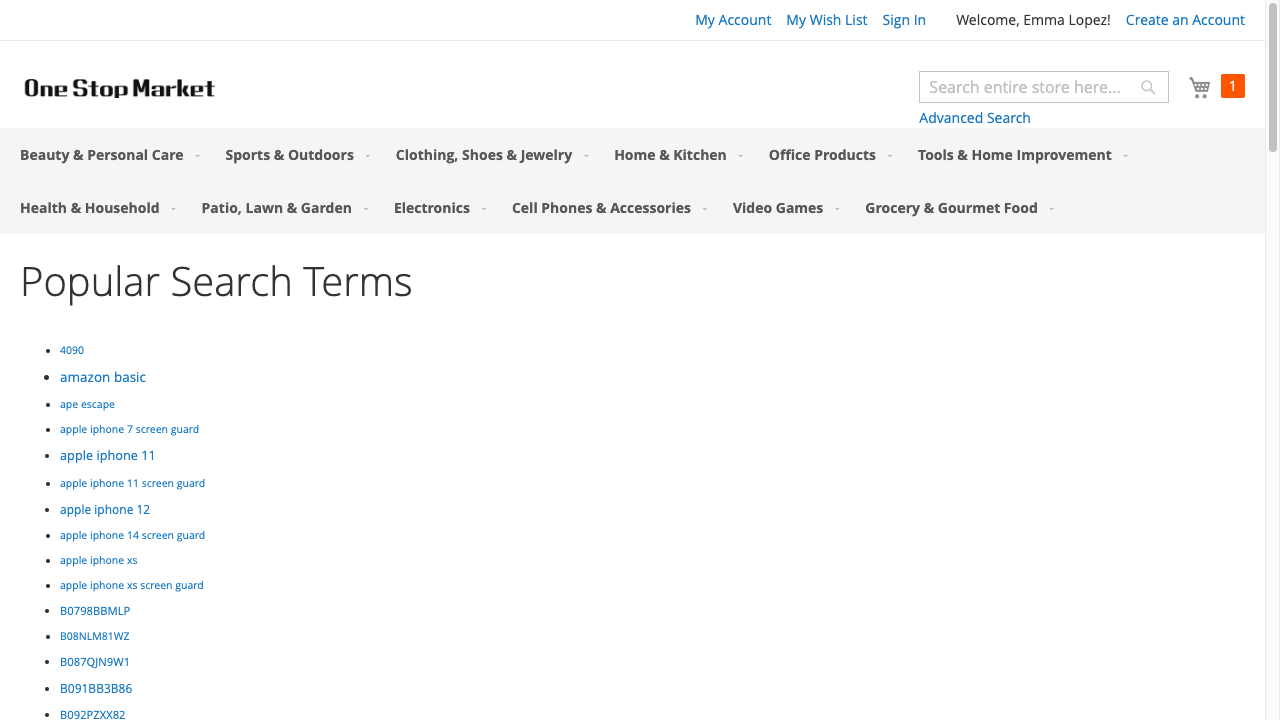 My Account My Wish List Sign In Welcome, Emma Lopez! Create an Account
One Stop Market
Search entire store here...
1
Advanced Search
Beauty & Personal Care Sports & Outdoors Clothing, Shoes & Jewelry Home & Kitchen Office Products Tools & Home Improvement
Health & Household Patio, Lawn & Garden Electronics Cell Phones & Accessories Video Games Grocery & Gourmet Food
Popular Search Terms
4090
amazon basic
ape escape
apple iphone 7 screen guard
apple iphone 11
apple iphone 11 screen guard
apple iphone 12
apple iphone 14 screen guard
apple iphone xs
apple iphone xs screen guard
B0798BBMLP
B08NLM81WZ
B087QJN9W1
B091BB3B86
B092PZXX82